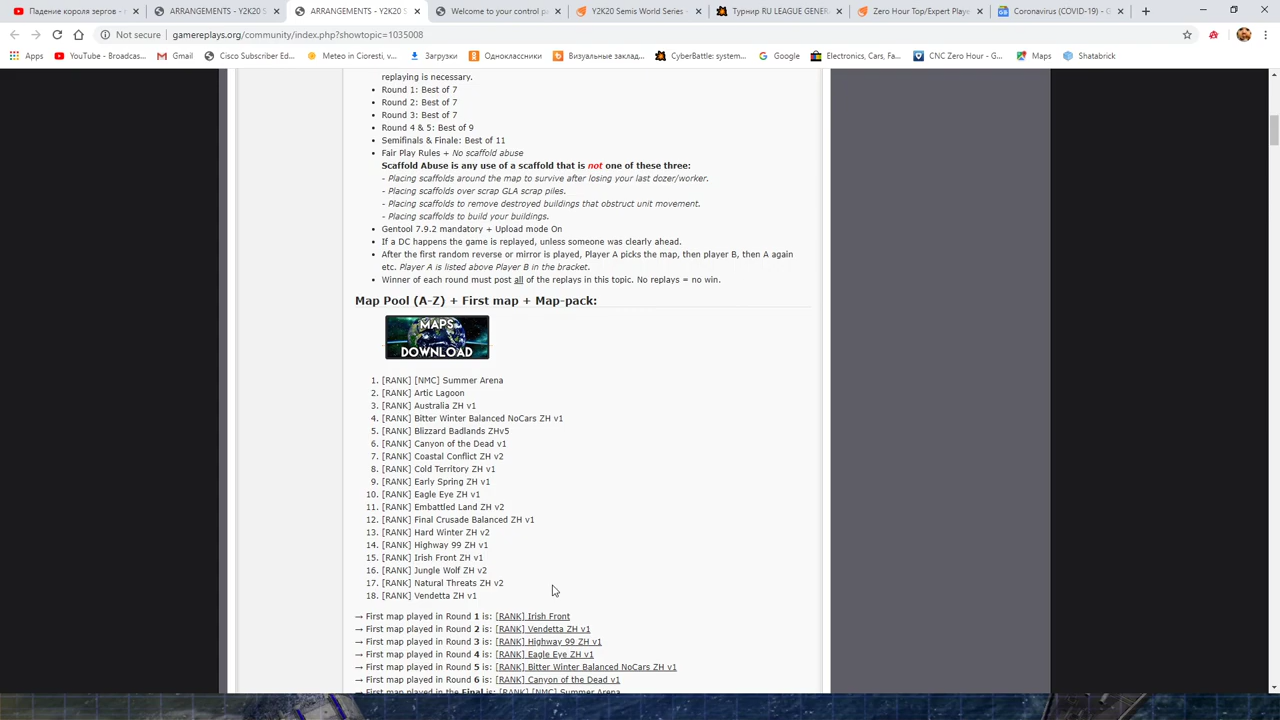 Падение короля зергов -
ARRANGEMENTS - Y2K20 S
ARRANGEMENTS - Y2K20 S
Welcome to your control p
Y2K20 Semis World Series -
Турнир RU LEAGUE GENER
Zero Hour Top/Expert Playe
Coronavirus (COVID-19) - G
Not secure | gamereplays.org/community/index.php?showtopic=1035008
Apps
YouTube - Broadcas...
Gmail
Cisco Subscriber Ed...
Meteo in Cioresti, v...
Загрузки
Одноклассники
Визуальные заклад...
CyberBattle: system...
Google
Electronics, Cars, Fa...
CNC Zero Hour - G...
Maps
Shatabrick
replaying is necessary.
• Round 1: Best of 7
• Round 2: Best of 7
• Round 3: Best of 7
• Round 4 & 5: Best of 9
• Semifinals & Finale: Best of 11
• Fair Play Rules + No scaffold abuse
Scaffold Abuse is any use of a scaffold that is not one of these three:
- Placing scaffolds around the map to survive after losing your last dozer/worker.
- Placing scaffolds over scrap GLA scrap piles.
- Placing scaffolds to remove destroyed buildings that obstruct unit movement.
- Placing scaffolds to build your buildings.
• Gentool 7.9.2 mandatory + Upload mode On
• If a DC happens the game is replayed, unless someone was clearly ahead.
• After the first random reverse or mirror is played, Player A picks the map, then player B, then A again
etc. Player A is listed above Player B in the bracket.
• Winner of each round must post all of the replays in this topic. No replays = no win.
Map Pool (A-Z) + First map + Map-pack:
MAPS
DOWNLOAD
1. [RANK] [NMC] Summer Arena
2. [RANK] Artic Lagoon
3. [RANK] Australia ZH v1
4. [RANK] Bitter Winter Balanced NoCars ZH v1
5. [RANK] Blizzard Badlands ZHv5
6. [RANK] Canyon of the Dead v1
7. [RANK] Coastal Conflict ZH v2
8. [RANK] Cold Territory ZH v1
9. [RANK] Early Spring ZH v1
10. [RANK] Eagle Eye ZH v1
11. [RANK] Embattled Land ZH v2
12. [RANK] Final Crusade Balanced ZH v1
13. [RANK] Hard Winter ZH v2
14. [RANK] Highway 99 ZH v1
15. [RANK] Irish Front ZH v1
16. [RANK] Jungle Wolf ZH v2
17. [RANK] Natural Threats ZH v2
18. [RANK] Vendetta ZH v1
→ First map played in Round 1 is: [RANK] Irish Front
→ First map played in Round 2 is: [RANK] Vendetta ZH v1
→ First map played in Round 3 is: [RANK] Highway 99 ZH v1
→ First map played in Round 4 is: [RANK] Eagle Eye ZH v1
→ First map played in Round 5 is: [RANK] Bitter Winter Balanced NoCars ZH v1
→ First map played in Round 6 is: [RANK] Canyon of the Dead v1
→ First map played in the Final is: [RANK] [NMC] Summer Arena